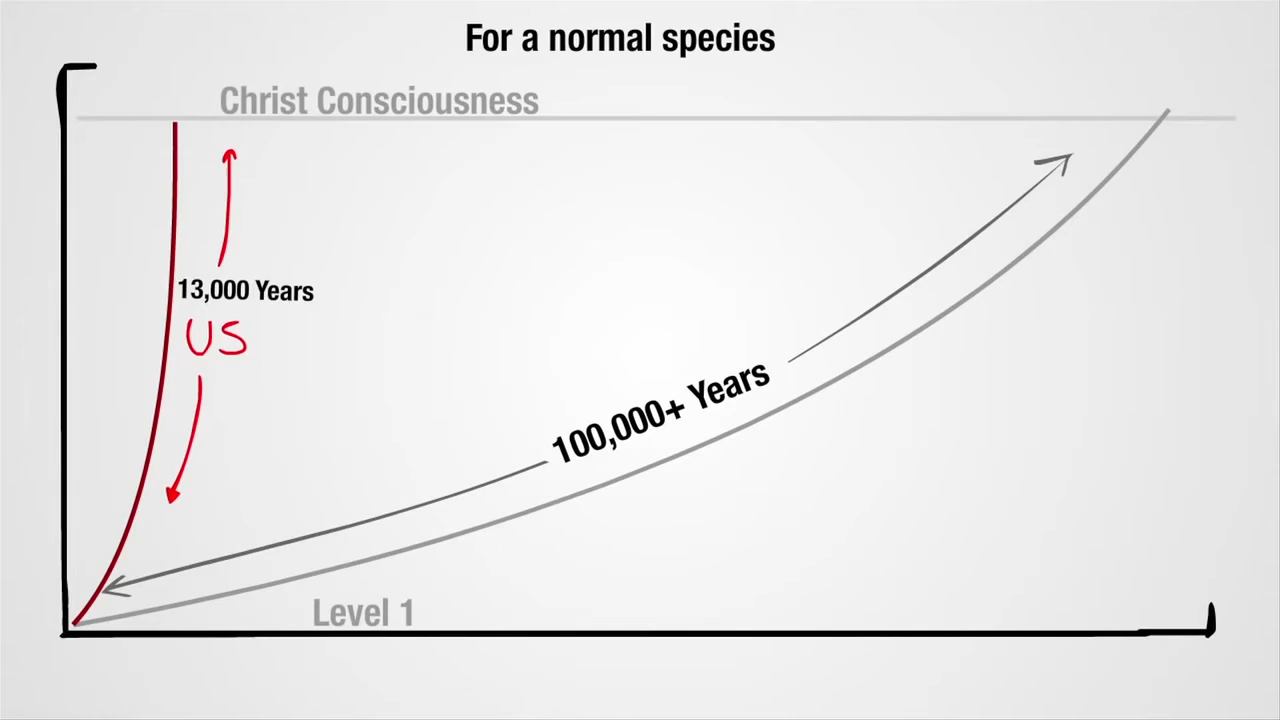 For a normal species
Christ Consciousness
13,000 Years
US
100,000+ Years
Level 1